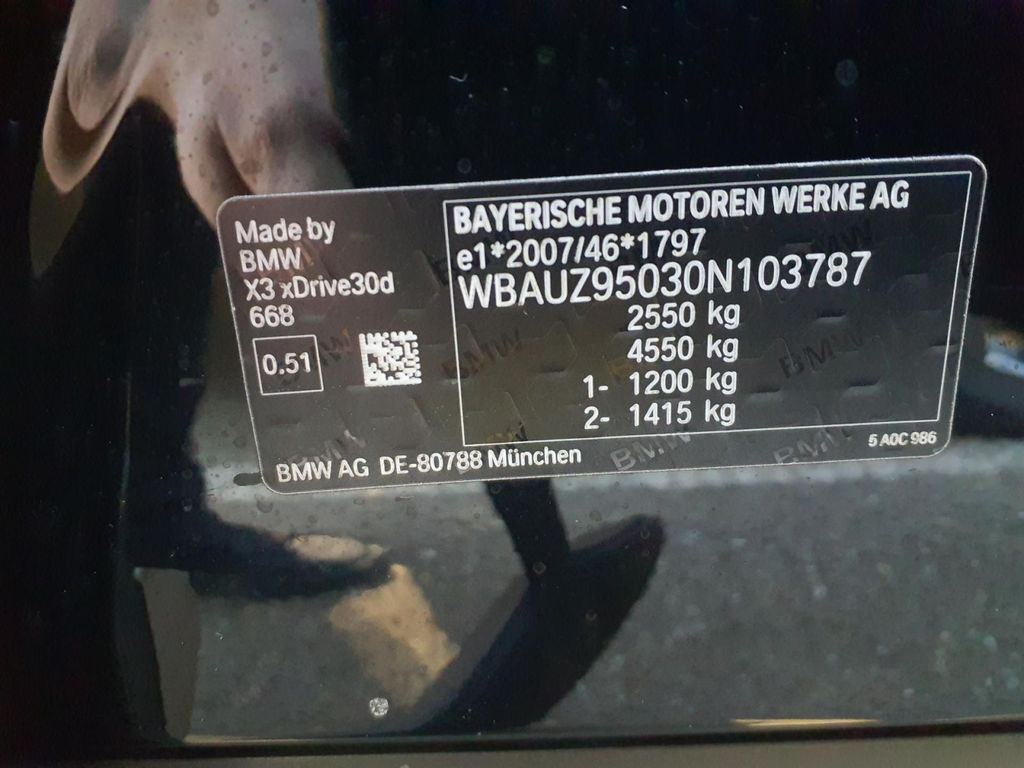 Made by
BMW
X3 xDrive30d
668
0.51
BAYERISCHE MOTOREN WERKE AG
e1*2007/46*1797
WBAUZ95030N103787
2550 kg
4550 kg
1- 1200 kg
2- 1415 kg
5 A0C 986
BMW AG DE-80788 München